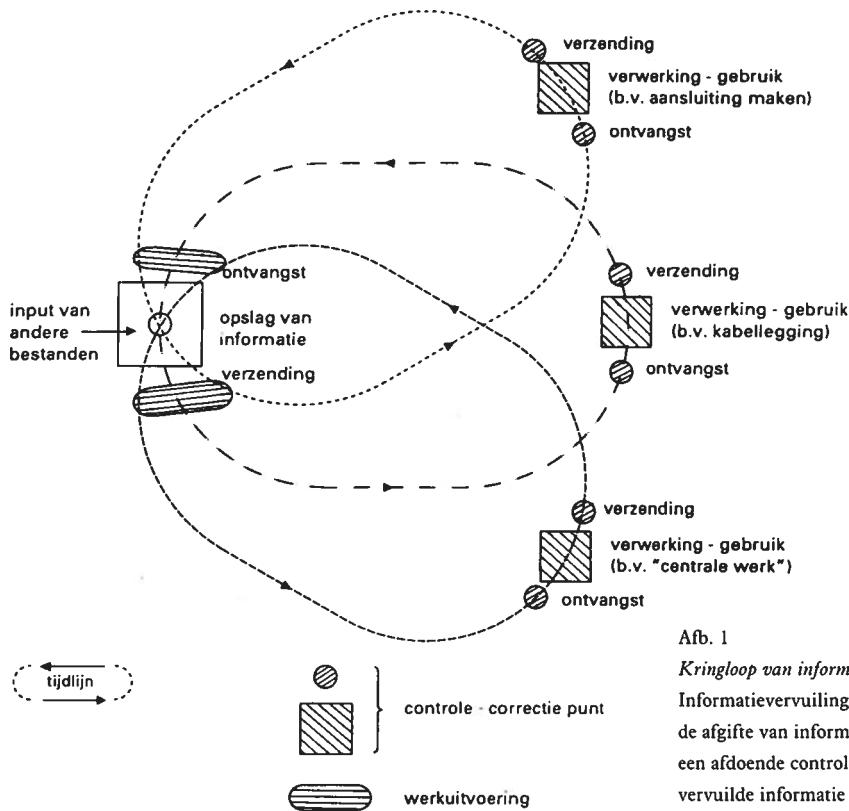 verzending
verwerking - gebruik
(b.v. aansluiting maken)
ontvangst
ontvangst
verzending
input van
andere
bestanden
opslag van
informatie
verwerking - gebruik
(b.v. kabellegging)
verzending
ontvangst
verzending
verwerking - gebruik
(b.v. "centrale werk")
ontvangst
tijdlijn
controle - correctie punt
werkuitvoering
Afb. 1
Kringloop van inform
Informatievervuiling
de afgifte van inform
een afdoende control
vervuilde informatie